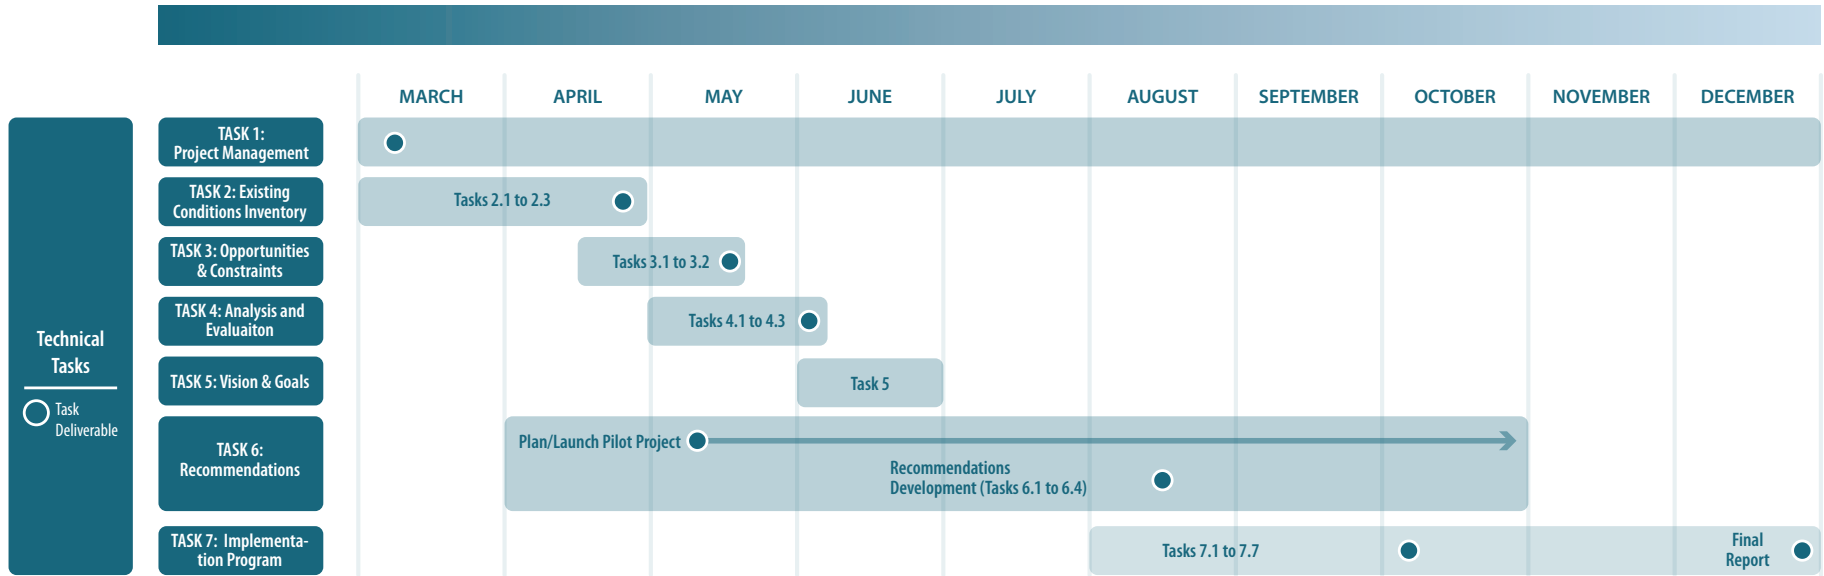 MARCH APRIL MAY JUNE JULY AUGUST SEPTEMBER OCTOBER NOVEMBER DECEMBER
Technical
Tasks
Task
Deliverable
TASK 1:
Project Management
TASK 2: Existing
Conditions Inventory
Tasks 2.1 to 2.3
TASK 3: Opportunities
& Constraints
Tasks 3.1 to 3.2
TASK 4: Analysis and
Evaluaiton
Tasks 4.1 to 4.3
TASK 5: Vision & Goals
Task 5
TASK 6:
Recommendations
Plan/Launch Pilot Project
Recommendations
Development (Tasks 6.1 to 6.4)
TASK 7: Implementa-
tion Program
Tasks 7.1 to 7.7
Final
Report